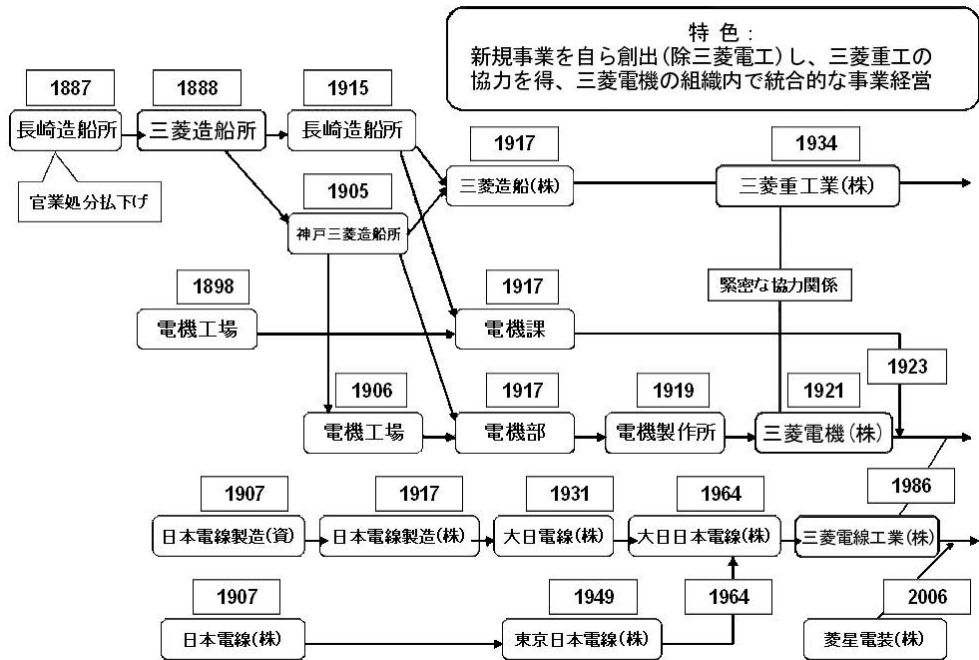 特 色 :
新規事業を自ら創出(除三菱電工)し、三菱重工の
協力を得、三菱電機の組織内で統合的な事業経営
1887
長崎造船所
官業処分払下げ
1888
三菱造船所
1915
長崎造船所
1905
神戸三菱造船所
1917
三菱造船(株)
1934
三菱重工業(株)
緊密な協力関係
1898
電機工場
1917
電機課
1923
1906
電機工場
1917
電機部
1919
電機製作所
1921
三菱電機(株)
1986
1907
日本電線製造(資)
1917
日本電線製造(株)
1931
大日電線(株)
1964
大日日本電線(株)
三菱電線工業(株)
1907
日本電線(株)
1949
東京日本電線(株)
1964
2006
菱星電装(株)